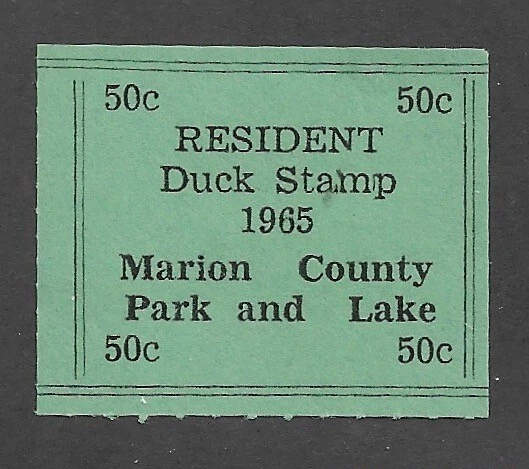 50c 50c
RESIDENT
Duck Stamp
1965
Marion County
Park and Lake
50c 50c